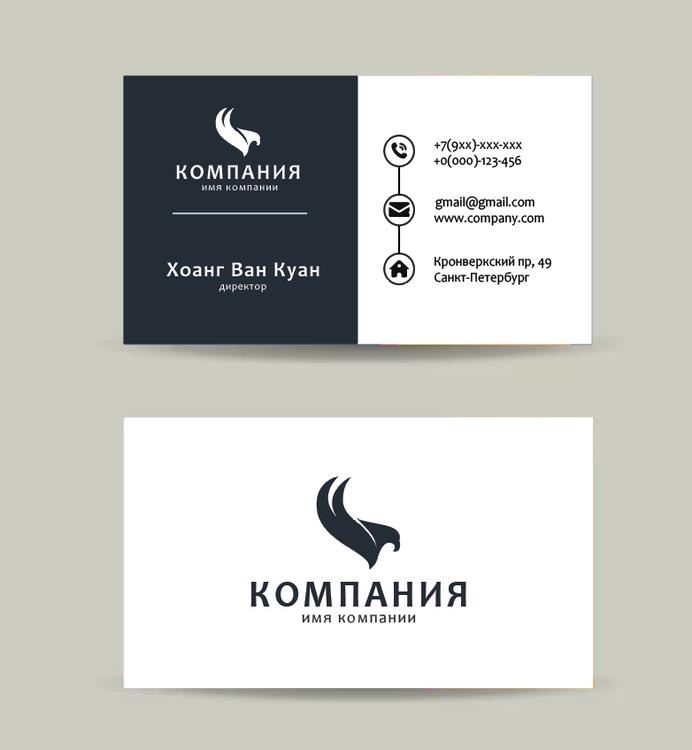 КОМПАНИЯ
имя компании
Хоанг Ван Куан
директор
+7(9xx)-xxx-xxx
+0(000)-123-456
gmail@gmail.com
www.company.com
Кронверкский пр, 49
Санкт-Петербург
КОМПАНИЯ
имя компании